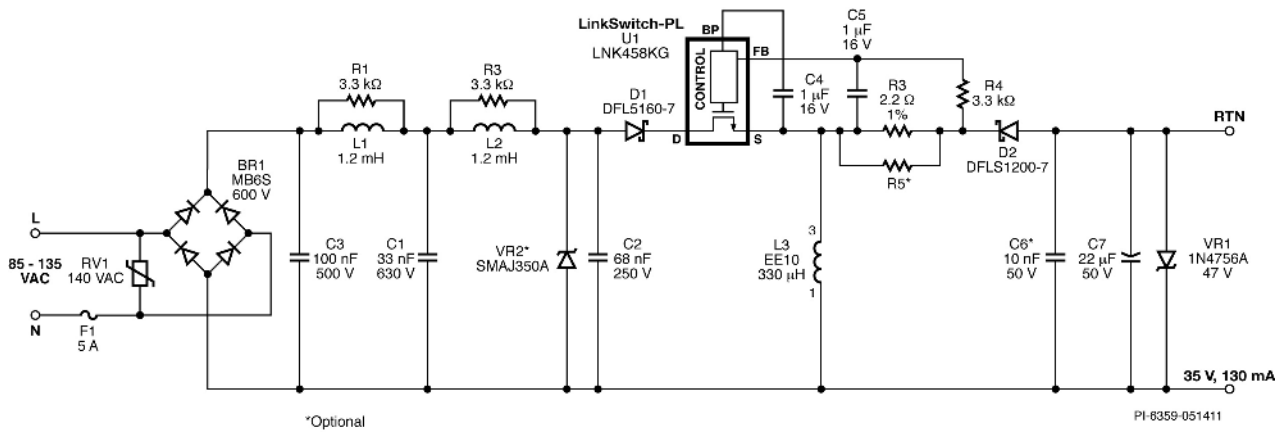 LinkSwitch-PL
U1
LNK458KG
BP
FB
CONTROL
D
S
C5
1 µF
16 V
R1
3.3 kΩ
R3
3.3 kΩ
D1
DFL5160-7
C4
1 µF
16 V
R3
2.2 Ω
1%
R4
3.3 kΩ
RTN
L1
1.2 mH
L2
1.2 mH
D2
DFLS1200-7
R5*
BR1
MB6S
600 V
L
85 - 135
VAC
RV1
140 VAC
N
F1
5 A
C3
100 nF
500 V
C1
33 nF
630 V
VR2*
SMAJ350A
C2
68 nF
250 V
3
L3
EE10
330 µH
1
C6*
10 nF
50 V
C7
22 µF
50 V
VR1
1N4756A
47 V
35 V, 130 mA
*Optional
PI-6359-051411